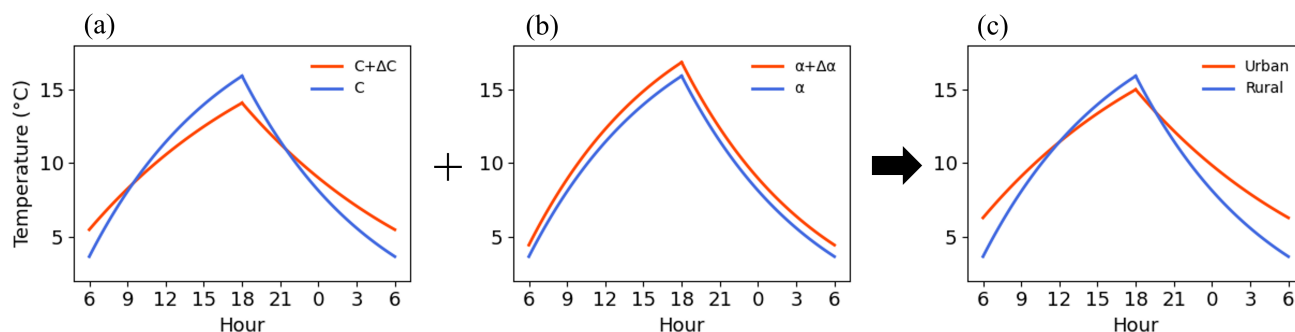 (a)
C+ΔC
C
Temperature (°C)
15
10
5
6 9 12 15 18 21 0 3 6
Hour
+
(b)
α+Δα
α
15
10
5
6 9 12 15 18 21 0 3 6
Hour
(c)
Urban
Rural
15
10
5
6 9 12 15 18 21 0 3 6
Hour